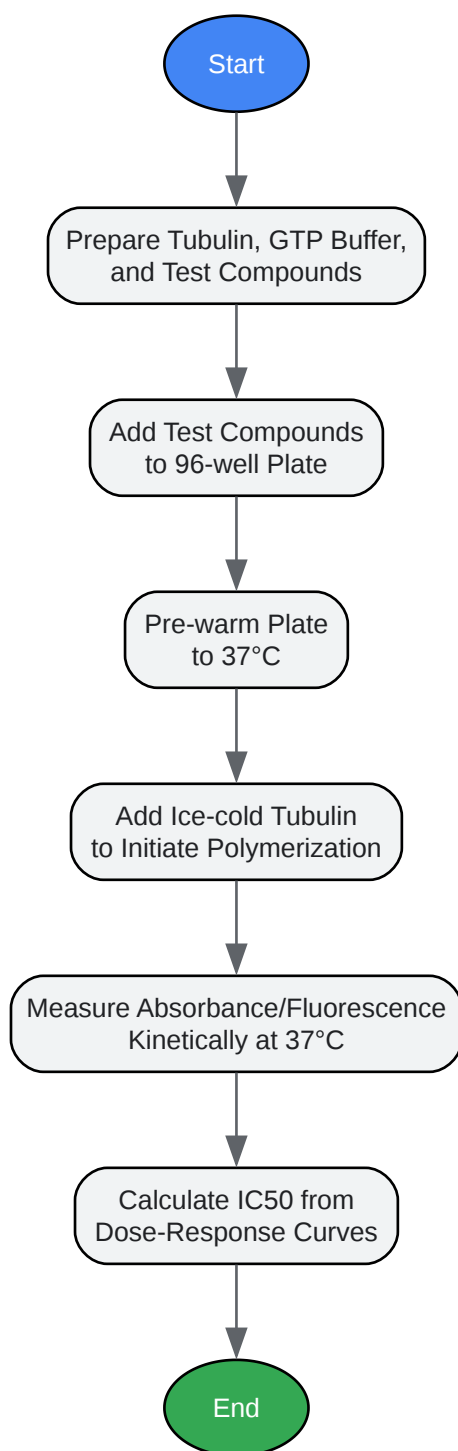 Start
Prepare Tubulin, GTP Buffer,
and Test Compounds
Add Test Compounds
to 96-well Plate
Pre-warm Plate
to 37°C
Add Ice-cold Tubulin
to Initiate Polymerization
Measure Absorbance/Fluorescence
Kinetically at 37°C
Calculate IC50 from
Dose-Response Curves
End